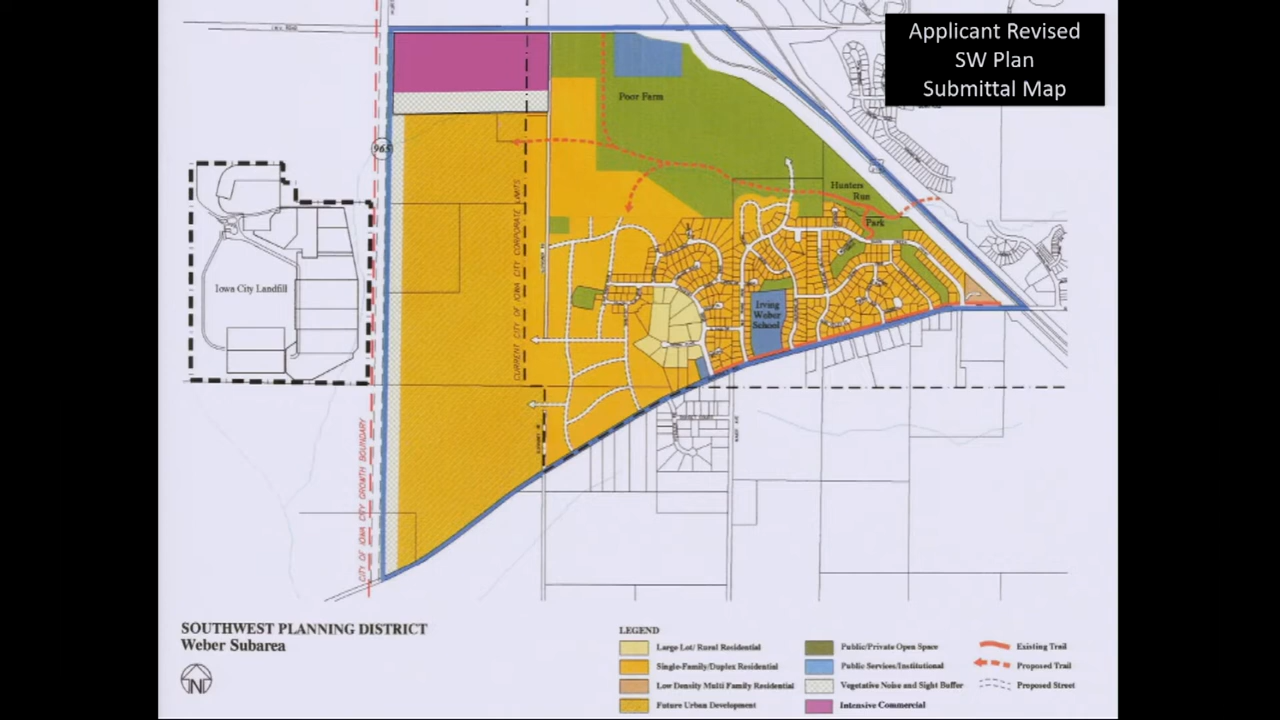 Applicant Revised
SW Plan
Submittal Map
Poor Farm
965
Hunters
Run
Park
CURRENT CITY OF IOWA CITY CORPORATE LIMITS
Iowa City Landfill
Irving
Weber
School
CITY OF IOWA CITY GROWTH BOUNDARY
SOUTHWEST PLANNING DISTRICT
Weber Subarea
N
LEGEND
Large Lot/ Rural Residential
Single-Family/Duplex Residential
Low Density Multi Family Residential
Future Urban Development
Public/Private Open Space
Public Services/Institutional
Vegetative Noise and Sight Buffer
Intensive Commercial
Existing Trail
Proposed Trail
Proposed Street